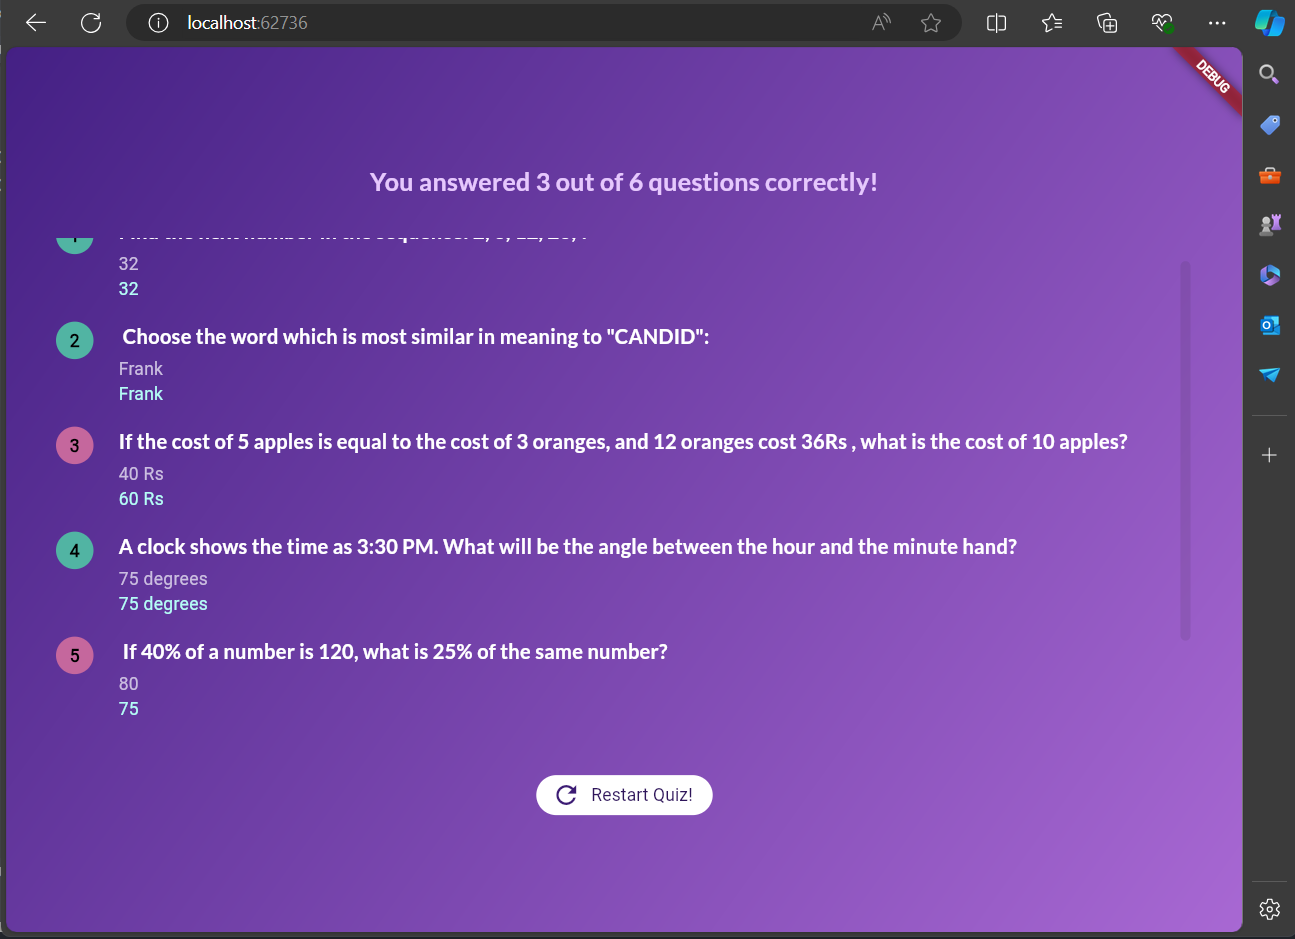 localhost:62736
DEBUG
You answered 3 out of 6 questions correctly!
32
32
2
Choose the word which is most similar in meaning to "CANDID":
Frank
Frank
3
If the cost of 5 apples is equal to the cost of 3 oranges, and 12 oranges cost 36Rs , what is the cost of 10 apples?
40 Rs
60 Rs
4
A clock shows the time as 3:30 PM. What will be the angle between the hour and the minute hand?
75 degrees
75 degrees
5
If 40% of a number is 120, what is 25% of the same number?
80
75
Restart Quiz!